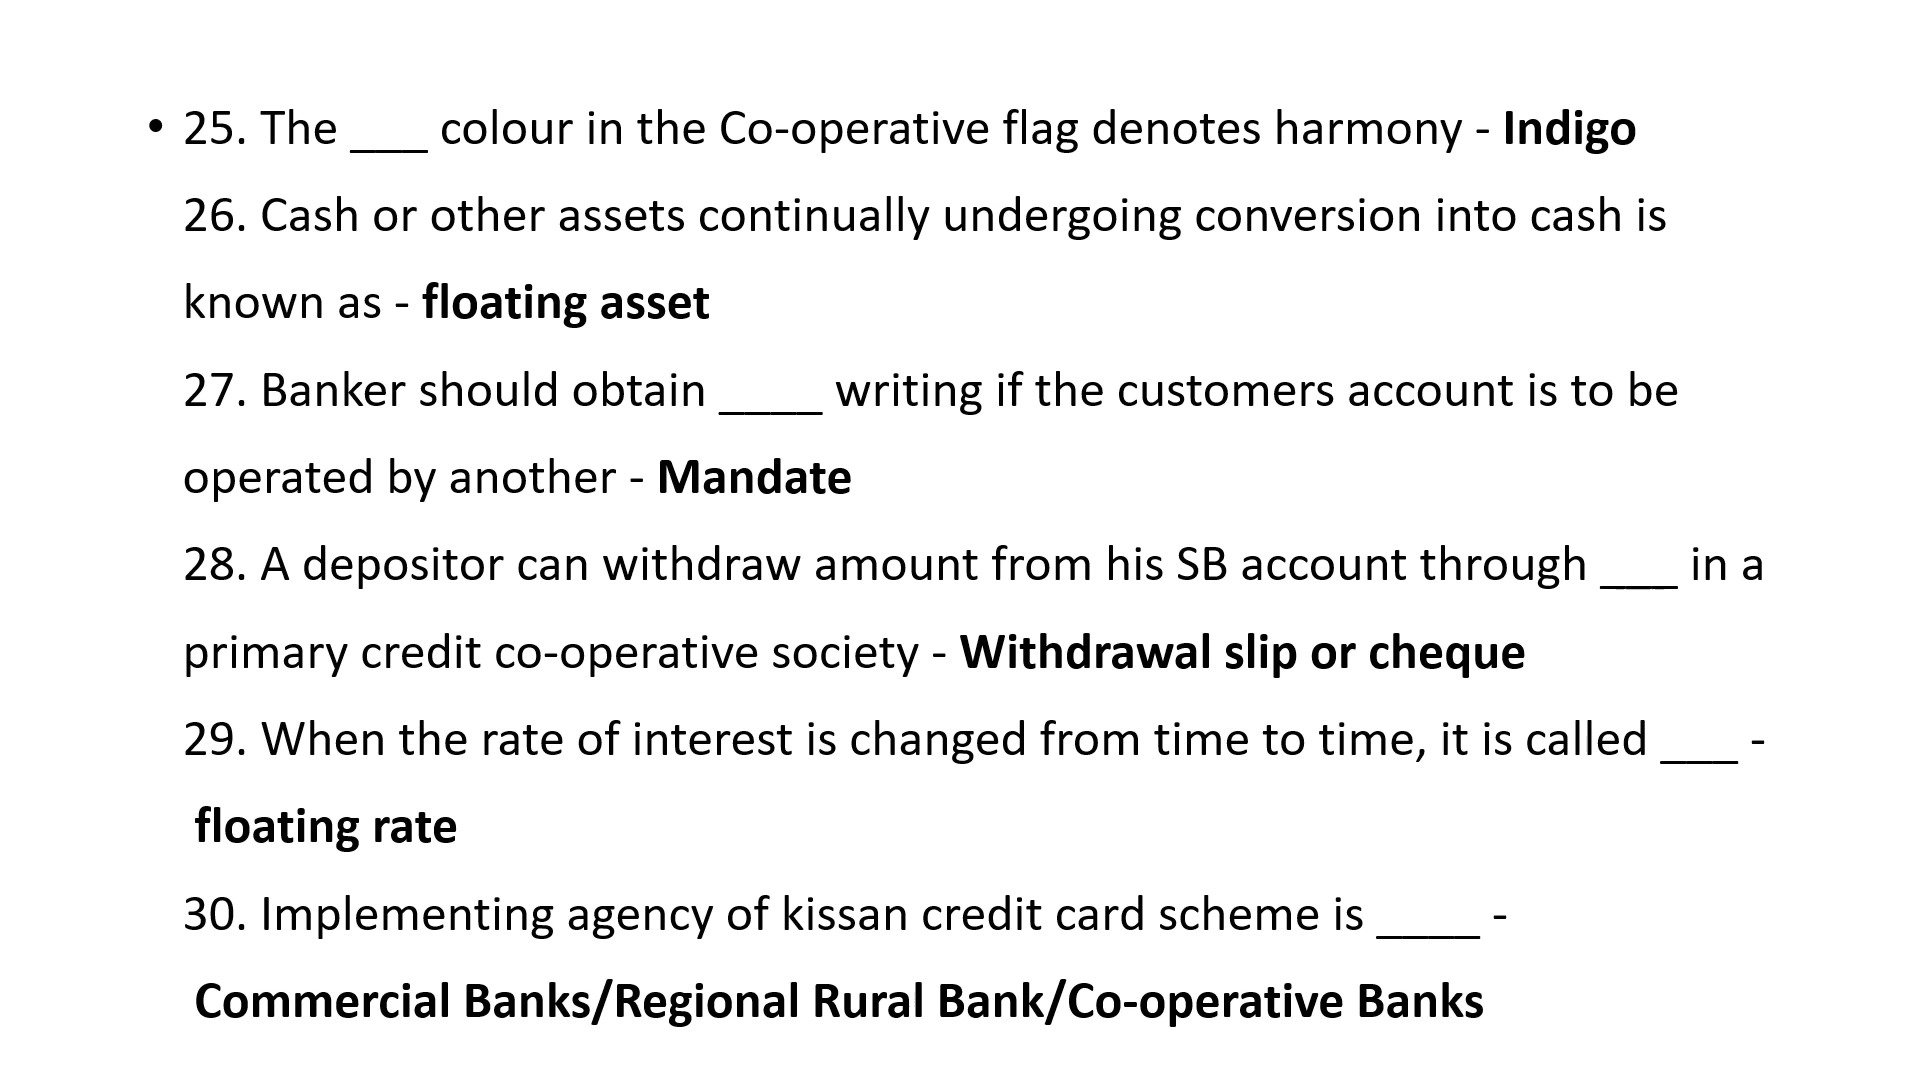 • 25. The ___ colour in the Co-operative flag denotes harmony - Indigo
26. Cash or other assets continually undergoing conversion into cash is
known as - floating asset
27. Banker should obtain ____ writing if the customers account is to be
operated by another - Mandate
28. A depositor can withdraw amount from his SB account through ___ in a
primary credit co-operative society - Withdrawal slip or cheque
29. When the rate of interest is changed from time to time, it is called ___ -
floating rate
30. Implementing agency of kissan credit card scheme is ____ -
Commercial Banks/Regional Rural Bank/Co-operative Banks